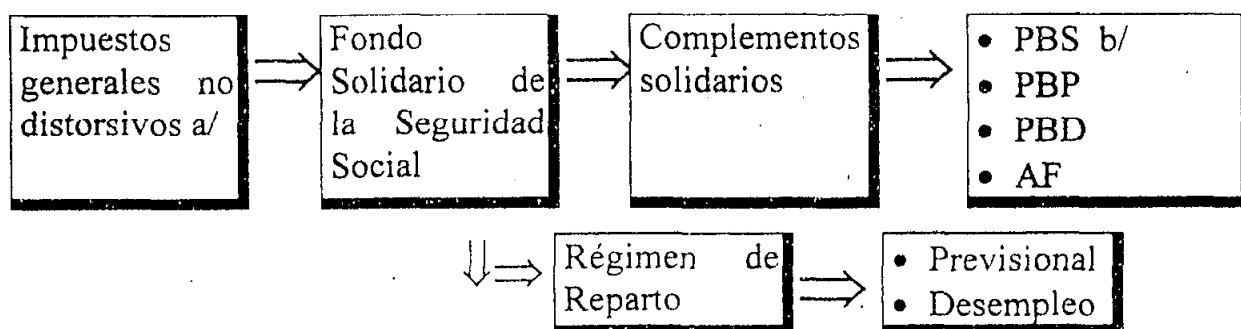 Impuestos
generales no
distorsivos a/
Fondo
Solidario de
la Seguridad
Social
Complementos
solidarios
• PBS b/
• PBP
• PBD
• AF
Régimen de
Reparto
• Previsional
• Desempleo